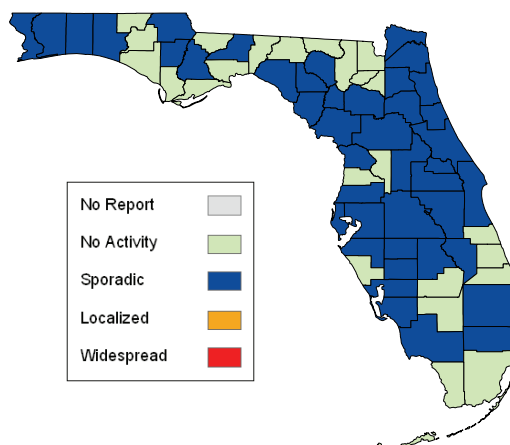 No Report
No Activity
Sporadic
Localized
Widespread